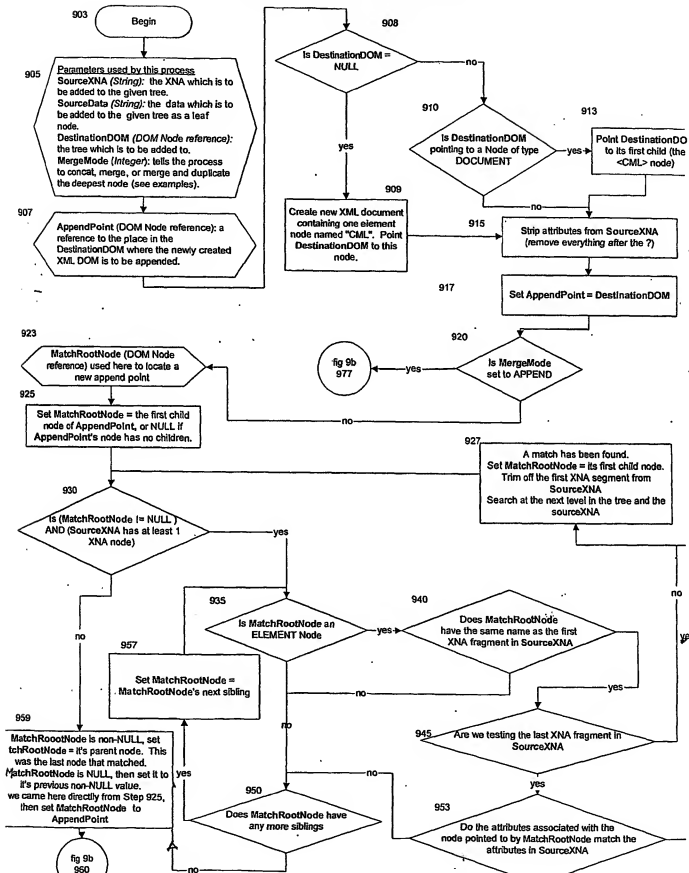 903
Begin
905
Parameters used by this process
SourceXNA (String): the XNA which is to
be added to the given tree.
SourceData (String): the data which is to
be added to the given tree as a leaf
node.
DestinationDOM (DOM Node reference):
the tree which is to be added to.
MergeMode (Integer): tells the process
to concat, merge, or merge and duplicate
the deepest node (see examples).
907
AppendPoint (DOM Node reference): a
reference to the place in the
DestinationDOM where the newly created
XML DOM is to be appended.
908
Is DestinationDOM =
NULL
no
yes
910
Is DestinationDOM
pointing to a Node of type
DOCUMENT
yes
no
913
Point DestinationDO
to its first child (the
<CML> node)
909
Create new XML document
containing one element
node named "CML". Point
DestinationDOM to this
node.
915
Strip attributes from SourceXNA
(remove everything after the ?)
917
Set AppendPoint = DestinationDOM
920
Is MergeMode
set to APPEND
yes
fig 9b
977
no
923
MatchRootNode (DOM Node
reference) used here to locate a
new append point
925
Set MatchRootNode = the first child
node of AppendPoint, or NULL if
AppendPoint's node has no children.
927
A match has been found.
Set MatchRootNode = its first child node.
Trim off the first XNA segment from
SourceXNA
Search at the next level in the tree and the
sourceXNA
930
Is (MatchRootNode != NULL )
AND (SourceXNA has at least 1
XNA node)
yes
no
935
Is MatchRootNode an
ELEMENT Node
yes
no
940
Does MatchRootNode
have the same name as the first
XNA fragment in SourceXNA
no
yes
945
Are we testing the last XNA fragment in
SourceXNA
no
yes
ye
957
Set MatchRootNode =
MatchRootNode's next sibling
yes
950
Does MatchRootNode have
any more siblings
no
953
Do the attributes associated with the
node pointed to by MatchRootNode match the
attributes in SourceXNA
no
959
MatchRoootNode is non-NULL, set
tchRootNode = it's parent node. This
was the last node that matched.
MatchRootNode is NULL, then set it to
it's previous non-NULL value.
we came here directly from Step 925,
then set MatchRootNode to
AppendPoint
fig 9b
960